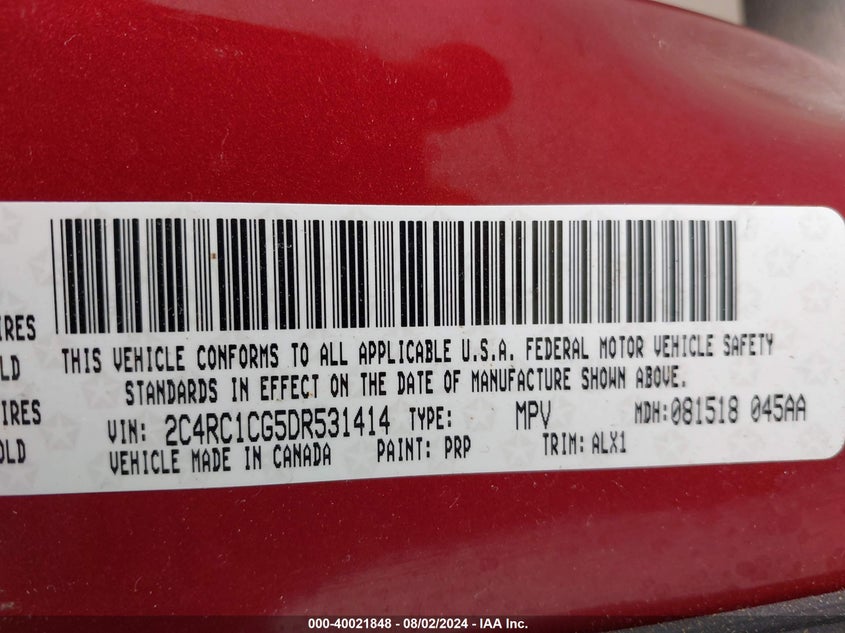 IRES
LD
IRES
OLD
THIS VEHICLE CONFORMS TO ALL APPLICABLE U.S.A. FEDERAL MOTOR VEHICLE SAFETY
STANDARDS IN EFFECT ON THE DATE OF MANUFACTURE SHOWN ABOVE.
VIN: 2C4RC1CG5DR531414 TYPE: MPV MDH:081518 045AA
VEHICLE MADE IN CANADA PAINT: PRP TRIM: ALX1
000-40021848 - 08/02/2024 - IAA Inc.